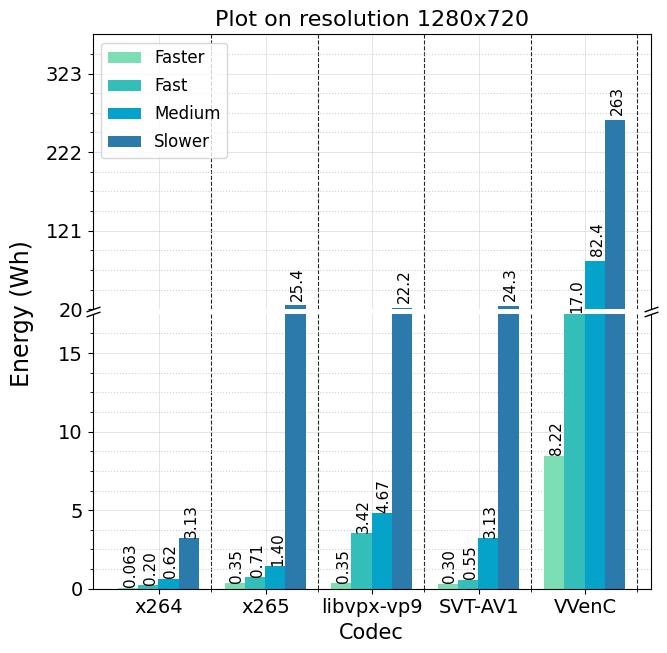 Plot on resolution 1280x720
Faster
Fast
Medium
Slower
Energy (Wh)
323
222
121
20
15
10
5
0
0.063
0.20
0.62
3.13
0.35
0.71
1.40
25.4
0.35
3.42
4.67
22.2
0.30
0.55
3.13
24.3
8.22
17.0
82.4
263
x264
x265
libvpx-vp9
SVT-AV1
VVenC
Codec